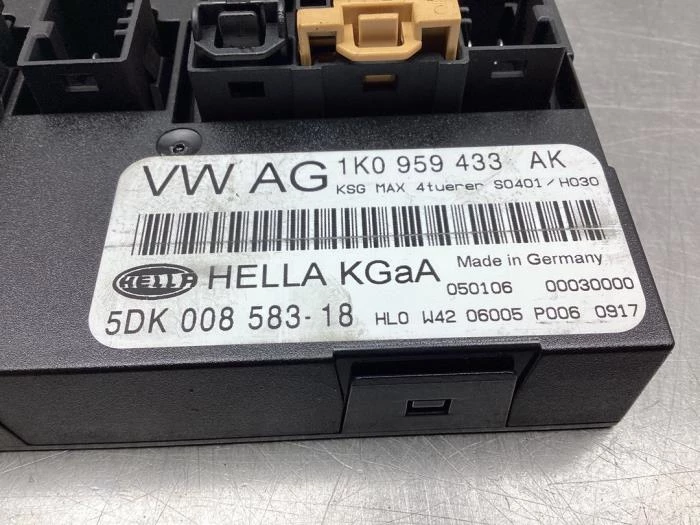 VW AG 1K0 959 433 AK
KSG MAX 4tuerer S0401/H030
HELLA HELLA KGaA Made in Germany
050106 00030000
5DK 008 583-18 HL0 W42 06005 P006 0917